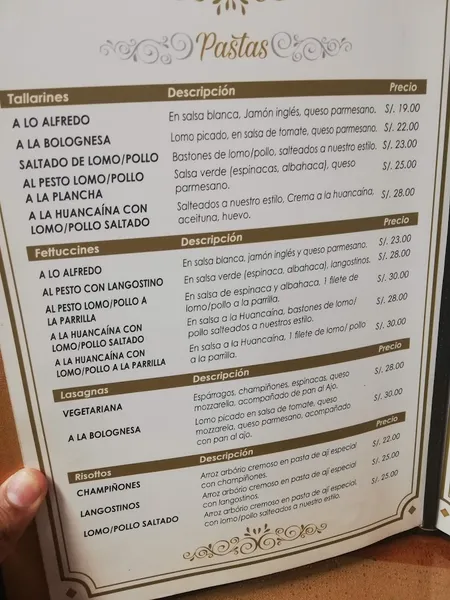 Pastas
Tallarines Descripción Precio
A LO ALFREDO En salsa blanca, Jamón inglés, queso parmesano. S/. 19.00
A LA BOLOGNESA Lomo picado, en salsa de tomate, queso parmesano. S/. 22.00
SALTADO DE LOMO/POLLO Bastones de lomo/pollo, salteados a nuestro estilo. S/. 23.00
AL PESTO LOMO/POLLO Salsa verde (espinacas, albahaca), queso S/. 25.00
A LA PLANCHA parmesano.
A LA HUANCAÍNA CON Salteados a nuestro estilo, Crema a la huancaína, S/. 28.00
LOMO/POLLO SALTADO aceituna, huevo.
Fettuccines Descripción Precio
A LO ALFREDO En salsa blanca, jamón inglés y queso parmesano. S/. 23.00
AL PESTO CON LANGOSTINO En salsa verde (espinaca, albahaca), langostinos. S/. 28.00
AL PESTO LOMO/POLLO A En salsa de espinaca y albahaca, 1 filete de S/. 30.00
LA PARRILLA lomo/pollo a la parrilla.
A LA HUANCAÍNA CON En salsa a la Huancaína, bastones de lomo/ S/. 28.00
LOMO/POLLO SALTADO pollo salteados a nuestros estilo.
A LA HUANCAÍNA CON En salsa a la Huancaína, 1 filete de lomo/ pollo S/. 30.00
LOMO/POLLO A LA PARRILLA a la parrilla.
Lasagnas Descripción Precio
VEGETARIANA Espárragos, champiñones, espinacas, queso S/. 28.00
mozzarella, acompañado de pan al Ajo.
A LA BOLOGNESA Lomo picado en salsa de tomate, queso S/. 30.00
mozzarela, queso parmesano, acompañado
con pan al ajo.
Risottos Descripción Precio
CHAMPIÑONES Arroz arbório cremoso en pasta de ají especial S/. 22.00
con champiñones.
LANGOSTINOS Arroz arbório cremoso en pasta de ají especial S/. 25.00
con langostinos.
LOMO/POLLO SALTADO Arroz arbório cremoso en pasta de ají especial S/. 25.00
con lomo/pollo salteados a nuestro estilo.